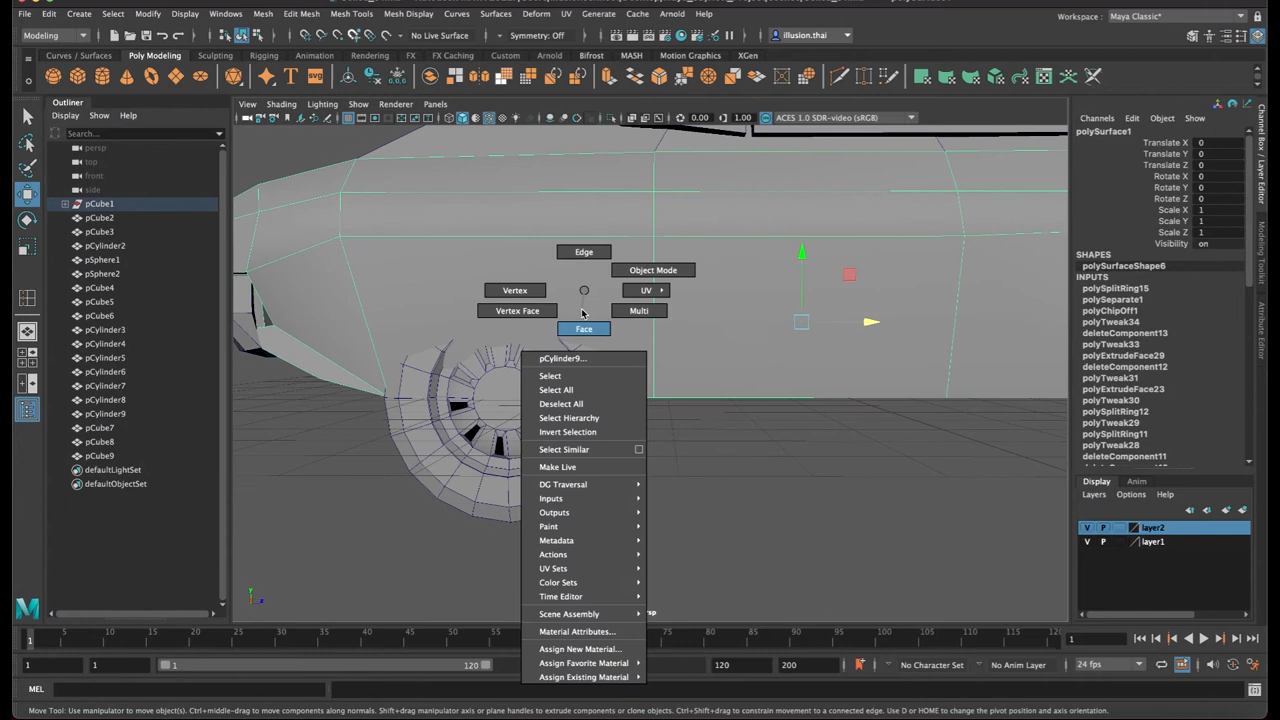 File Edit Create Select Modify Display Windows Mesh Edit Mesh Mesh Tools Mesh Display Curves Surfaces Deform UV Generate Cache Arnold Help
Workspace : Maya Classic*
Modeling
No Live Surface
Symmetry: Off
illusion.thai
Curves / Surfaces Poly Modeling Sculpting Rigging Animation Rendering FX FX Caching Custom Arnold Bifrost MASH Motion Graphics XGen
Outliner
Display Show Help
Search...
persp
top
front
side
pCube1
pCube2
pCube3
pCylinder2
pSphere1
pSphere2
pCube4
pCube5
pCube6
pCylinder3
pCylinder4
pCylinder5
pCylinder6
pCylinder7
pCylinder8
pCylinder9
pCube7
pCube8
pCube9
defaultLightSet
defaultObjectSet
View Shading Lighting Show Renderer Panels
0.00 1.00 ACES 1.0 SDR-video (sRGB)
Edge
Object Mode
Vertex
UV
Vertex Face
Multi
Face
pCylinder9...
Select
Select All
Deselect All
Select Hierarchy
Invert Selection
Select Similar
Make Live
DG Traversal
Inputs
Outputs
Paint
Metadata
Actions
UV Sets
Color Sets
Time Editor
Scene Assembly
Material Attributes...
Assign New Material...
Assign Favorite Material
Assign Existing Material
Channels Edit Object Show
polySurface1
Translate X 0
Translate Y 0
Translate Z 0
Rotate X 0
Rotate Y 0
Rotate Z 0
Scale X 1
Scale Y 1
Scale Z 1
Visibility on
SHAPES
polySurfaceShape6
INPUTS
polySplitRing15
polySeparate1
polyChipOff1
polyTweak34
deleteComponent13
polyTweak33
polyExtrudeFace29
deleteComponent12
polyTweak31
polyExtrudeFace23
polyTweak30
polySplitRing12
polyTweak29
polySplitRing11
deleteComponent11
polyTweak28
Display Anim
Layers Options Help
V P layer2
V P layer1
Channel Box / Layer Editor
Modeling Toolkit
Attribute Editor
1 5 10 15 20 25 30 35 40 45 50 55
75 80 85 90 95 100 105 110 115 120
1
1 1 1 120 120 200 No Character Set No Anim Layer 24 fps
MEL
Move Tool: Use manipulator to move object(s). Ctrl+middle-drag to move components along normals. Shift+drag manipulator axis or plane handles to extrude components or clone objects. Ctrl+Shift+drag to constrain movement to a connected edge. Use D or HOME to change the pivot position and axis orientation.